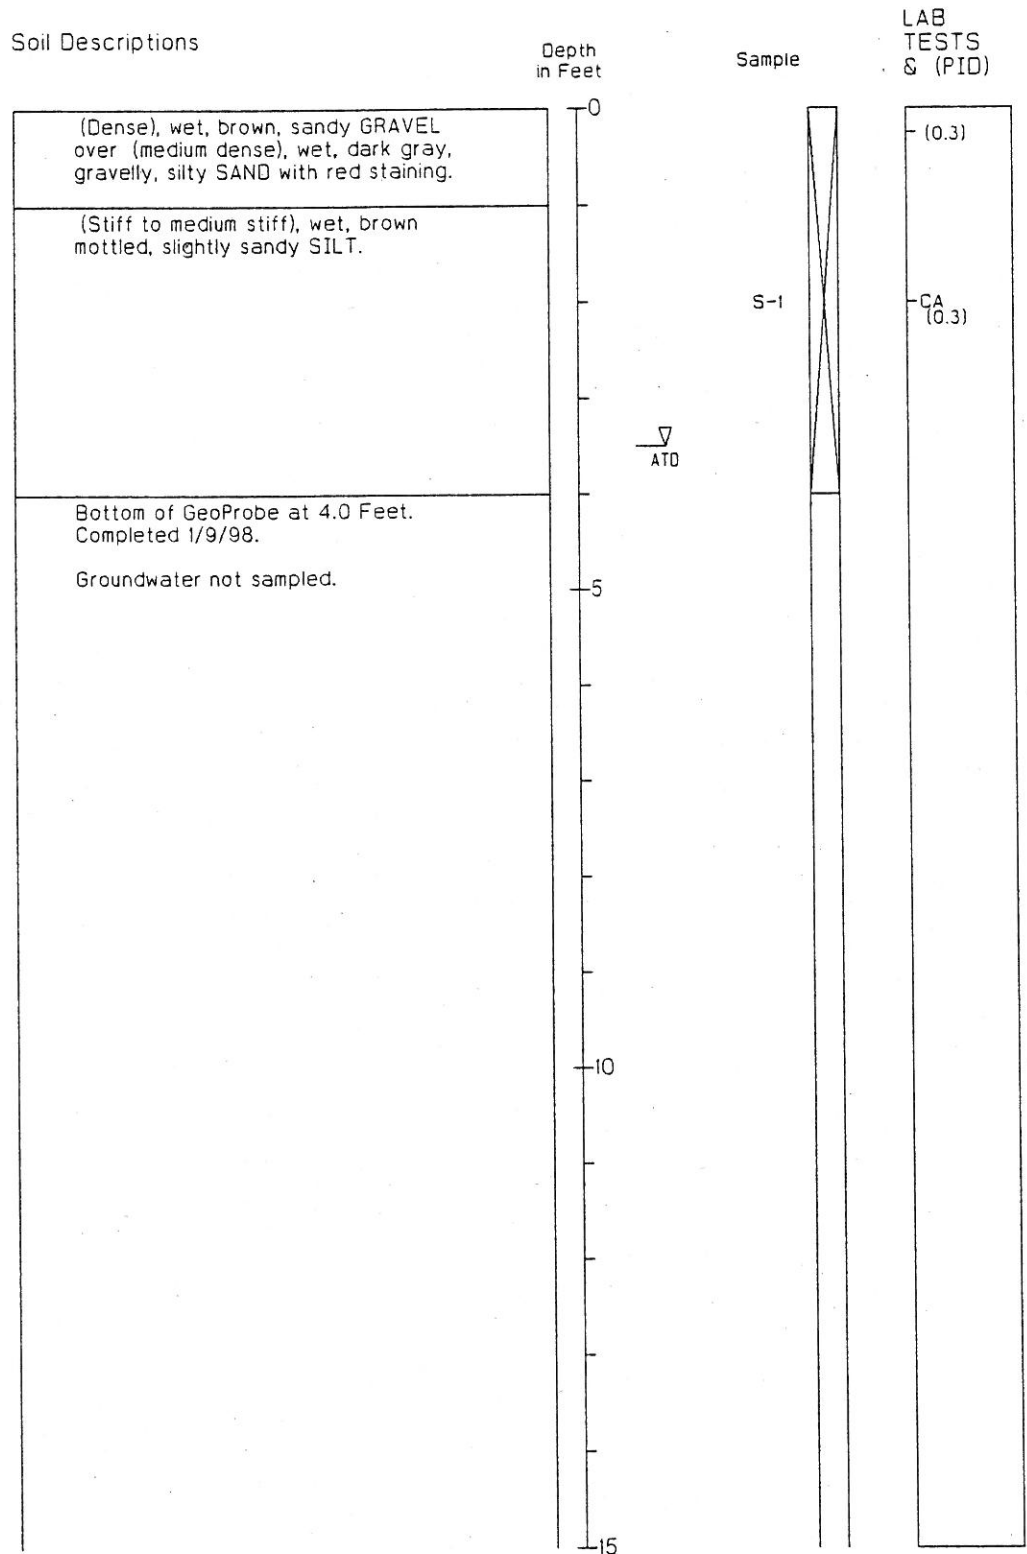 Soil Descriptions
Depth
in Feet
Sample
LAB
TESTS
& (PID)
(Dense), wet, brown, sandy GRAVEL
over (medium dense), wet, dark gray,
gravelly, silty SAND with red staining.
(Stiff to medium stiff), wet, brown
mottled, slightly sandy SILT.
Bottom of GeoProbe at 4.0 Feet.
Completed 1/9/98.
Groundwater not sampled.
0
5
10
15
ATD
S-1
(0.3)
CA
(0.3)